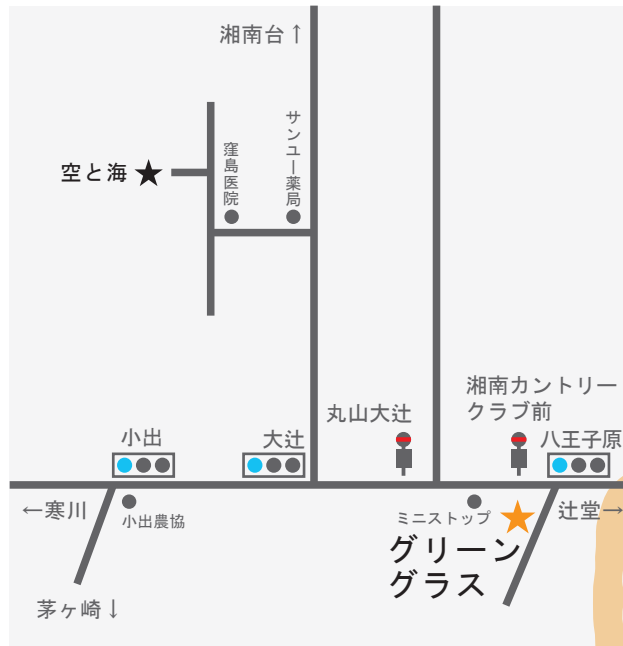 湘南台↑
サンユー薬局
窪島医院
空と海
湘南カントリー
クラブ前
丸山大辻
小出
大辻
八王子原
←寒川
小出農協
ミニストップ
辻堂→
グリーン
グラス
茅ヶ崎↓